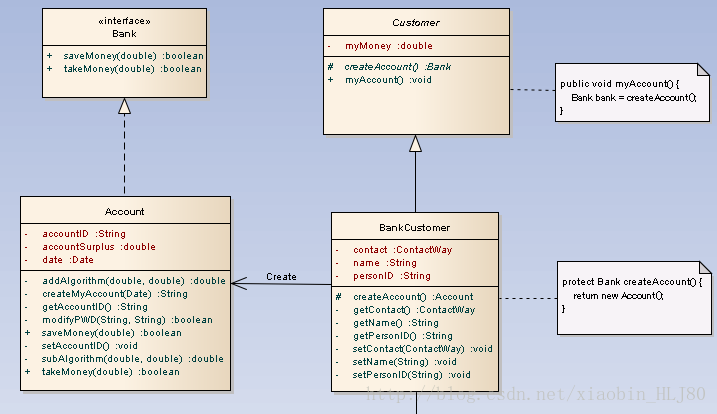 «interface»
Bank
+ saveMoney(double) :boolean
+ takeMoney(double) :boolean
Customer
- myMoney :double
# createAccount() :Bank
+ myAccount() :void
public void myAccount() {
Bank bank = createAccount();
}
Account
- accountID :String
- accountSurplus :double
- date :Date
- addAlgorithm(double, double) :double
- createMyAccount(Date) :String
- getAccountID() :String
- modifyPWD(String, String) :boolean
+ saveMoney(double) :boolean
- setAccountID() :void
- subAlgorithm(double, double) :double
+ takeMoney(double) :boolean
Create
BankCustomer
- contact :ContactWay
- name :String
- personID :String
# createAccount() :Account
- getContact() :ContactWay
- getName() :String
- getPersonID() :String
- setContact(ContactWay) :void
- setName(String) :void
- setPersonID(String) :void
protect Bank createAccount() {
return new Account();
}
http://blog.csdn.net/xiaobin_HLJ80